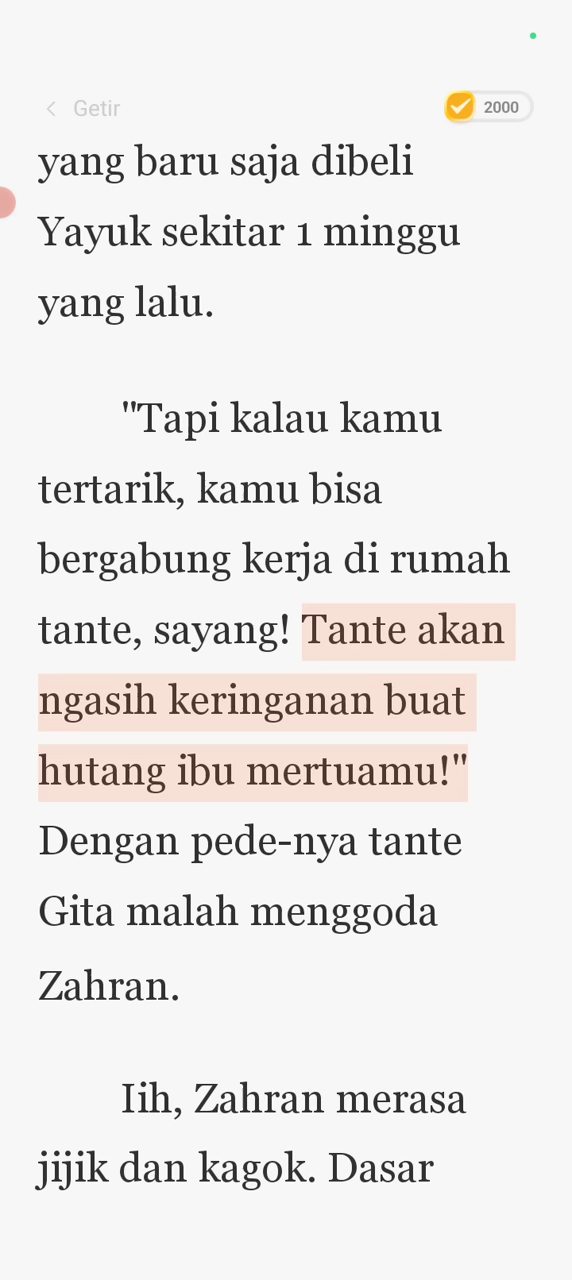 Getir
2000
yang baru saja dibeli
Yayuk sekitar 1 minggu
yang lalu.
"Tapi kalau kamu
tertarik, kamu bisa
bergabung kerja di rumah
tante, sayang! Tante akan
ngasih keringanan buat
hutang ibu mertuamu!"
Dengan pede-nya tante
Gita malah menggoda
Zahran.
Iih, Zahran merasa
jijik dan kagok. Dasar